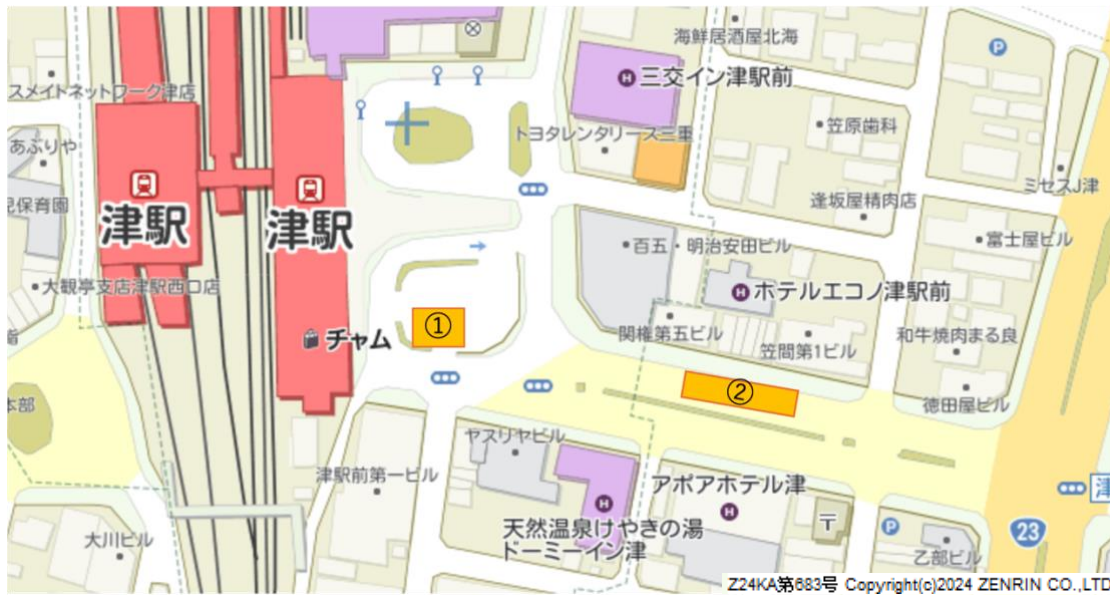 海鮮居酒屋北海
三交イン津駅前
スメイトネットワーク津店
トヨタレンタリース三重
笠原歯科
あぶりや
ミセスJ津
児保育園
逢坂屋精肉店
津駅
津駅
百五・明治安田ビル
富士屋ビル
大観亭支店津駅西口店
ホテルエコノ津駅前
①
チャム
関権第五ビル
笠間第1ビル
和牛焼肉まる良
②
本部
徳田屋ビル
ヤスリヤビル
津駅前第一ビル
アポアホテル津
津
天然温泉けやきの湯
ドーミーイン津
大川ビル
23
乙部ビル
Z24KA第683号 Copyright(c)2024 ZENRIN CO.,LTD